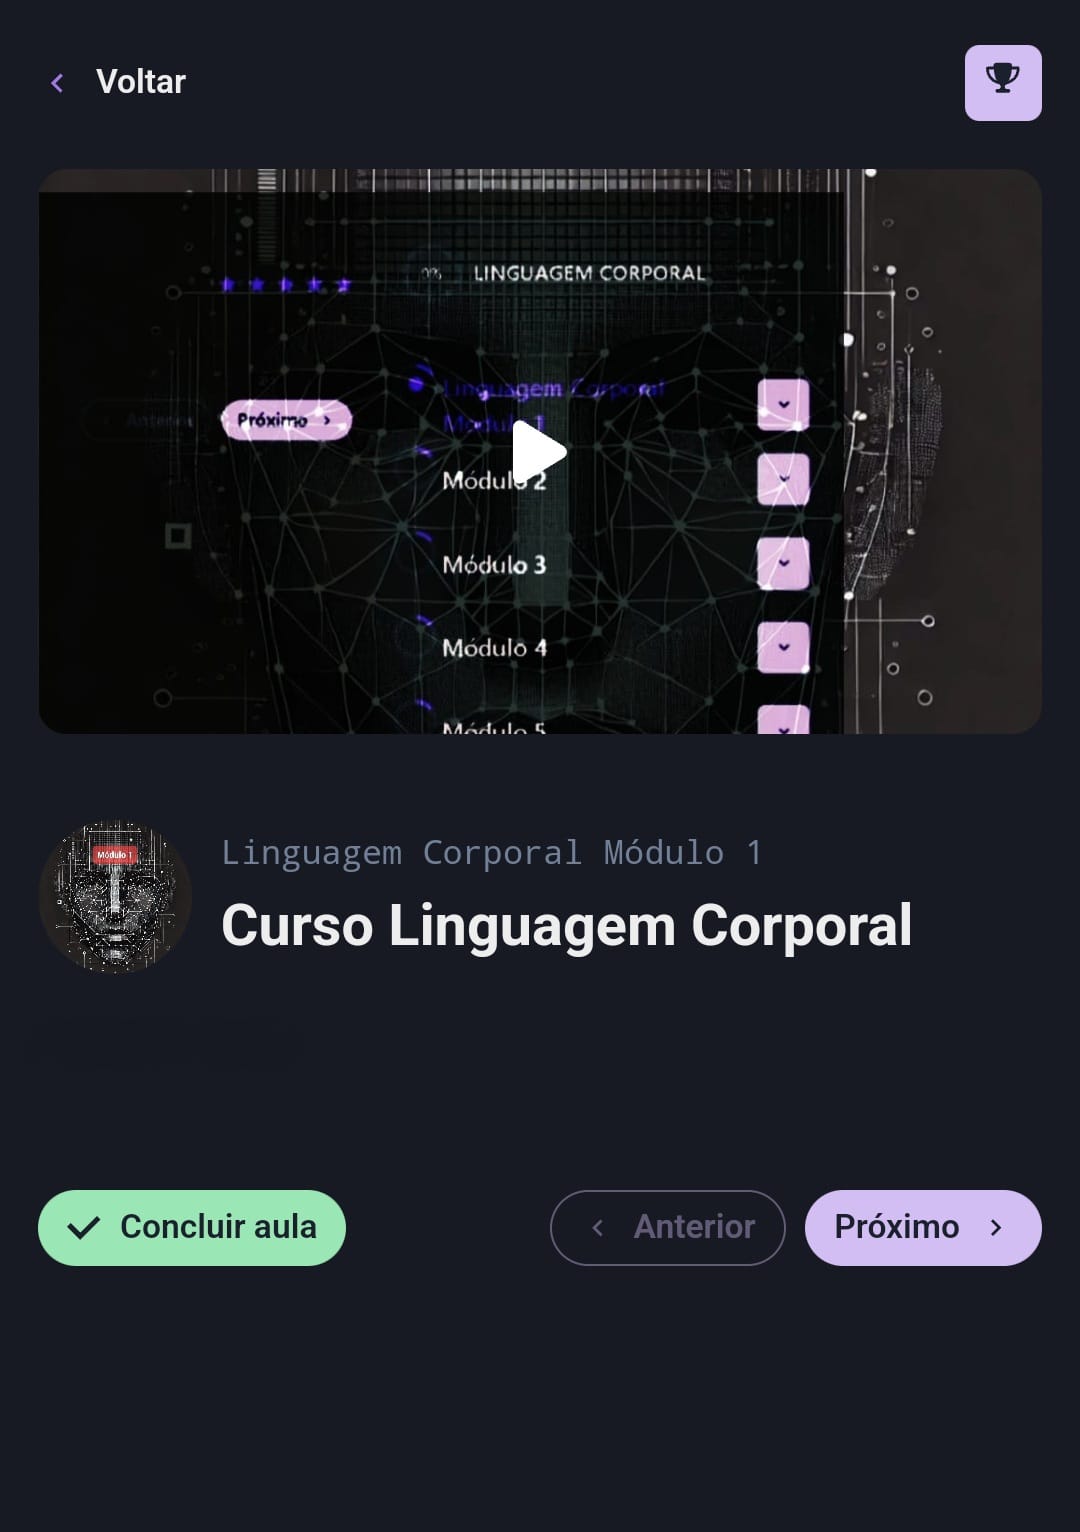 Voltar
LINGUAGEM CORPORAL
Linguagem Corporal
Módulo 1
Anterior
Próximo
Módulo 2
Módulo 3
Módulo 4
Módulo 5
Módulo 1
Linguagem Corporal Módulo 1
Curso Linguagem Corporal
Concluir aula
Anterior
Próximo